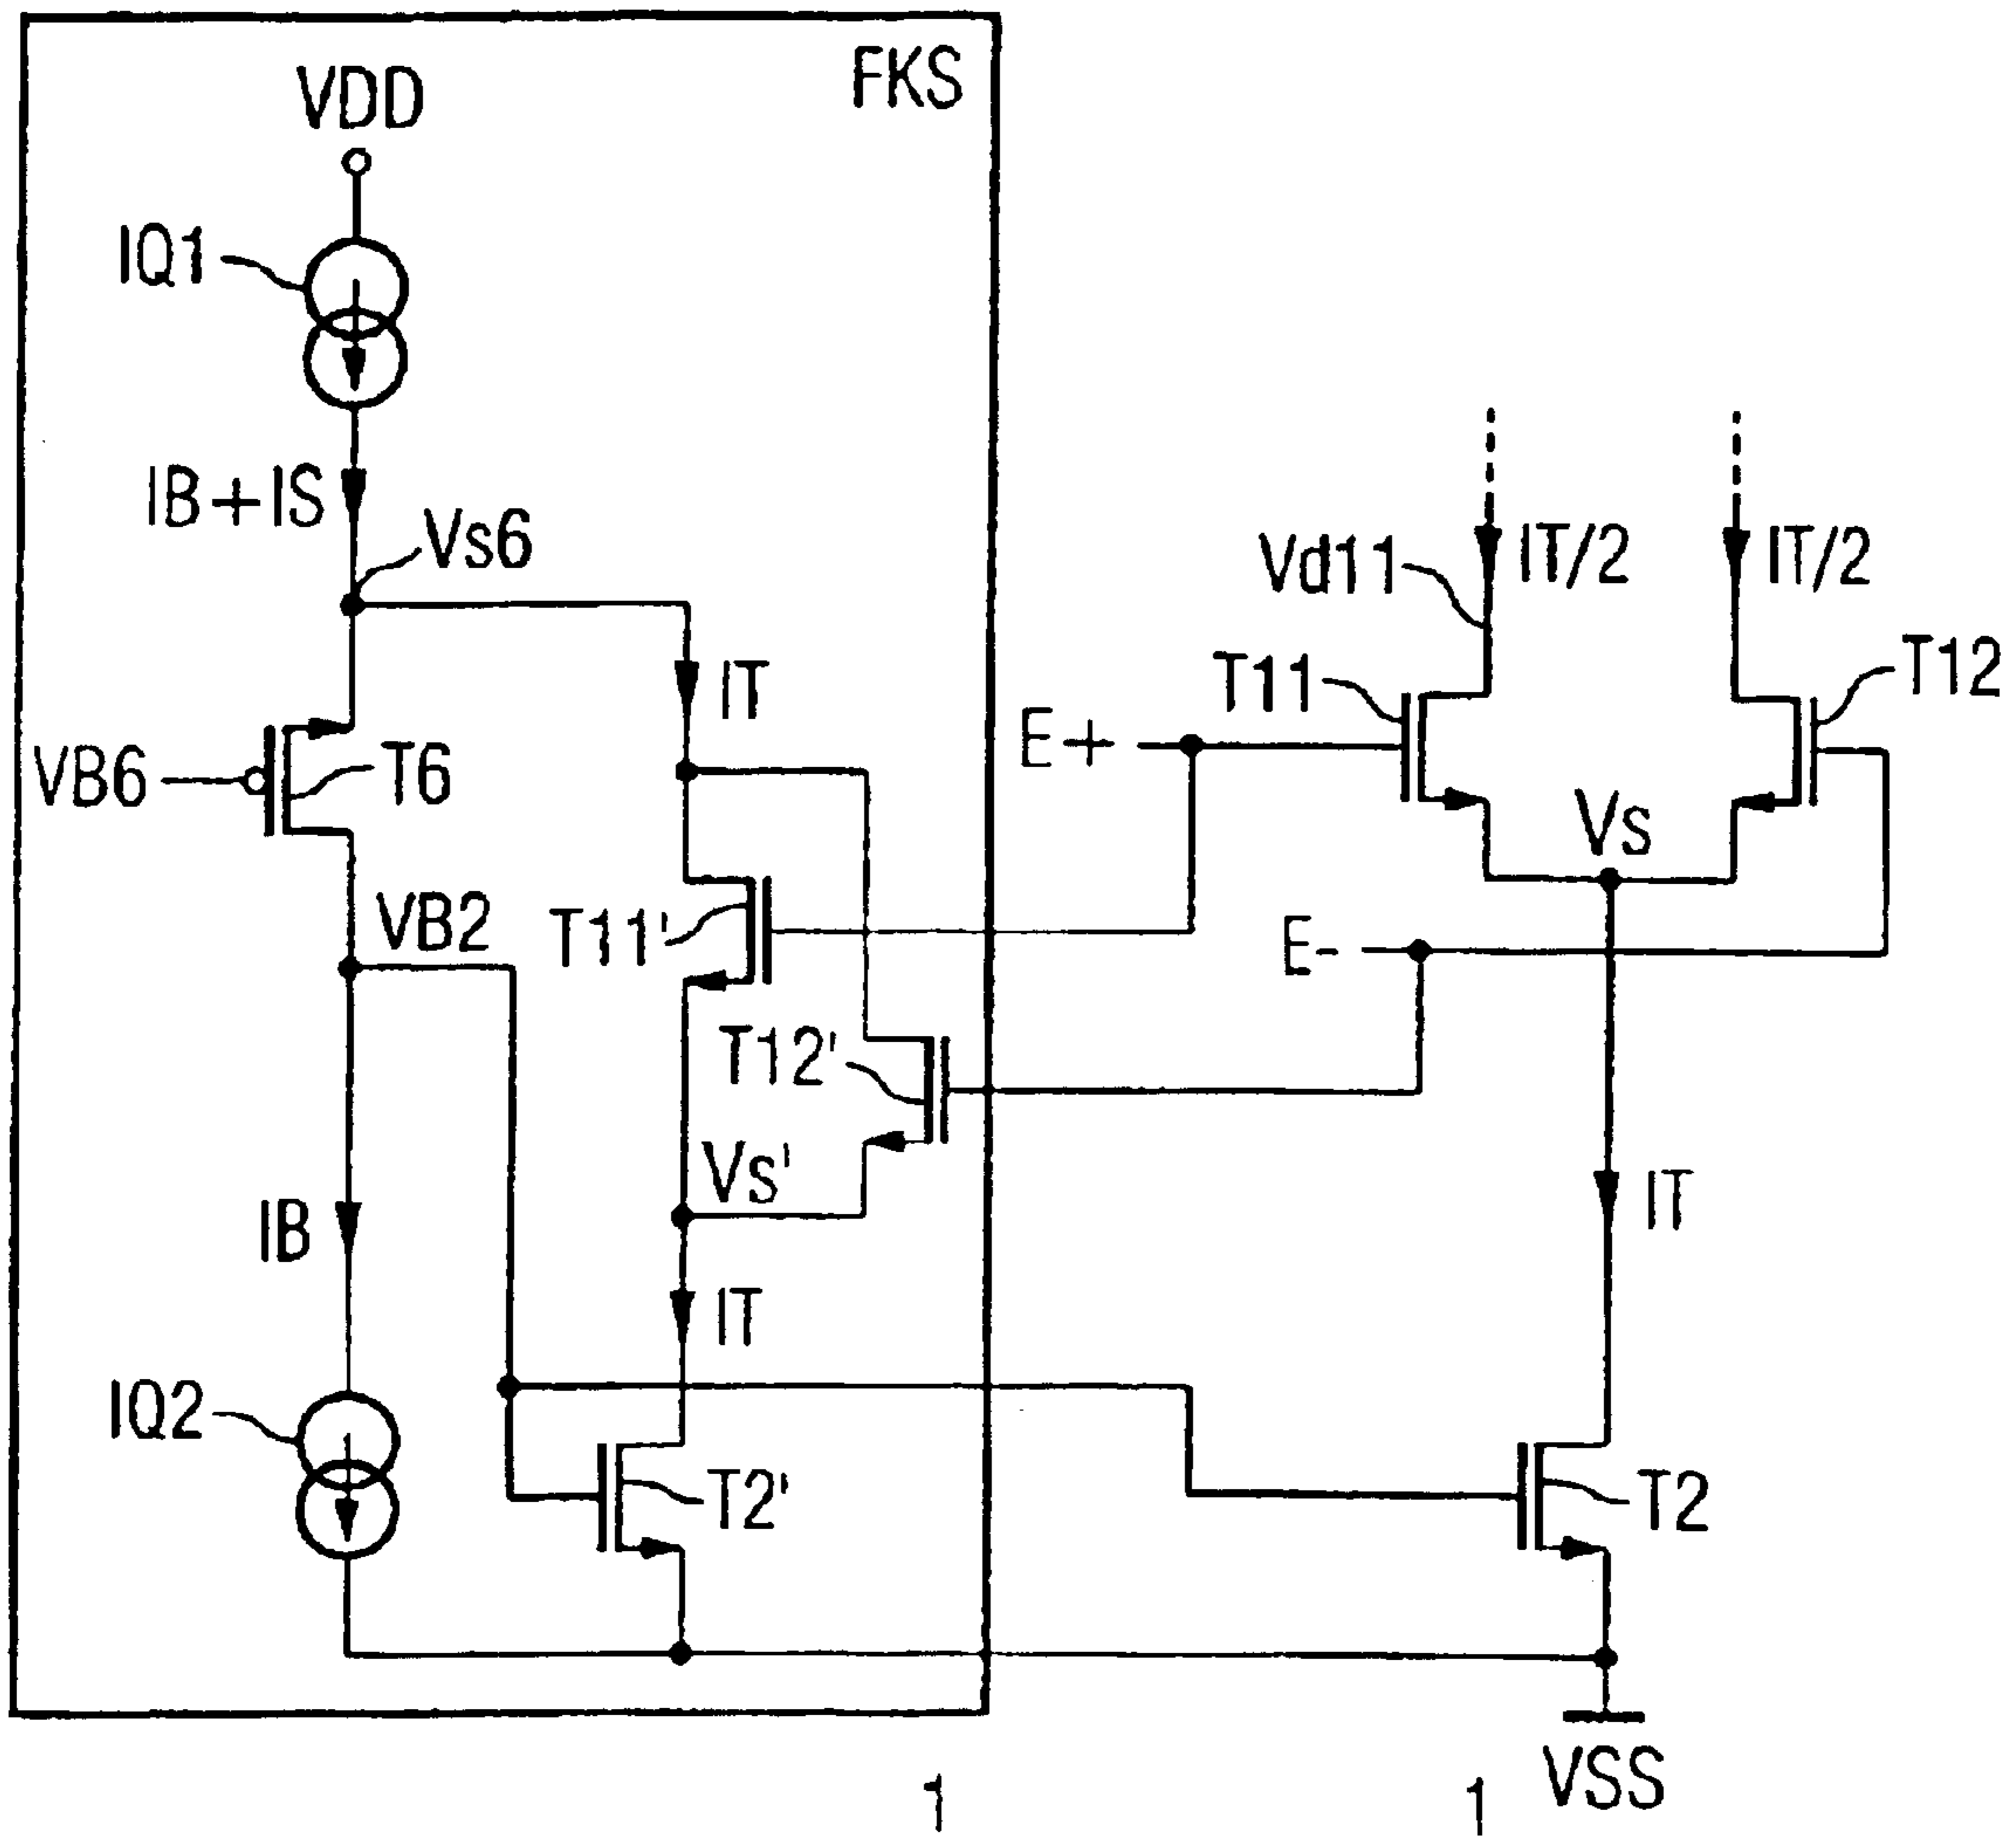 FKS
VDD
IQ1
IB+IS
Vs6
Vd11
IT/2
IT/2
T11
T12
IT
E+
VB6
T6
Vs
VB2
T11'
E-
T12'
Vs'
IT
IB
IT
IQ2
T2'
T2
VSS
1
1